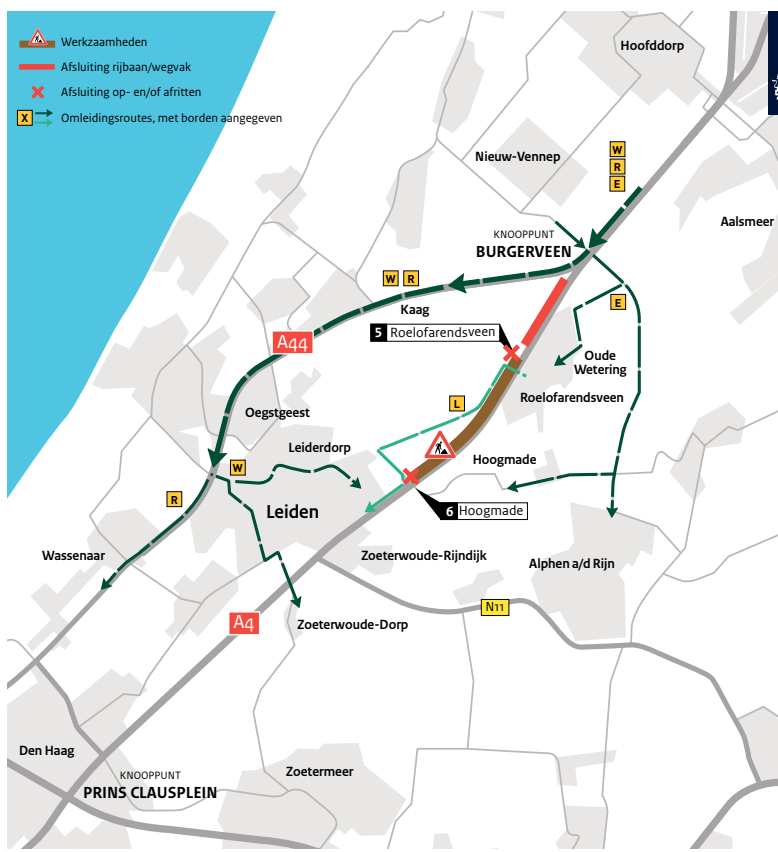 Werkzaamheden
Afsluiting rijbaan/wegvak
Afsluiting op- en/of afritten
X
Omleidingsroutes, met borden aangegeven
Hoofddorp
Nieuw-Vennep
W
R
E
Aalsmeer
KNOOPPUNT
BURGERVEEN
W R
Kaag
E
5 Roelofarendsveen
A44
Oude
Wetering
Roelofarendsveen
L
Oegstgeest
Leiderdorp
Hoogmade
W
R
Leiden
6 Hoogmade
Wassenaar
Zoeterwoude-Rijndijk
Alphen a/d Rijn
N11
A4
Zoeterwoude-Dorp
Den Haag
KNOOPPUNT
PRINS CLAUSPLEIN
Zoetermeer